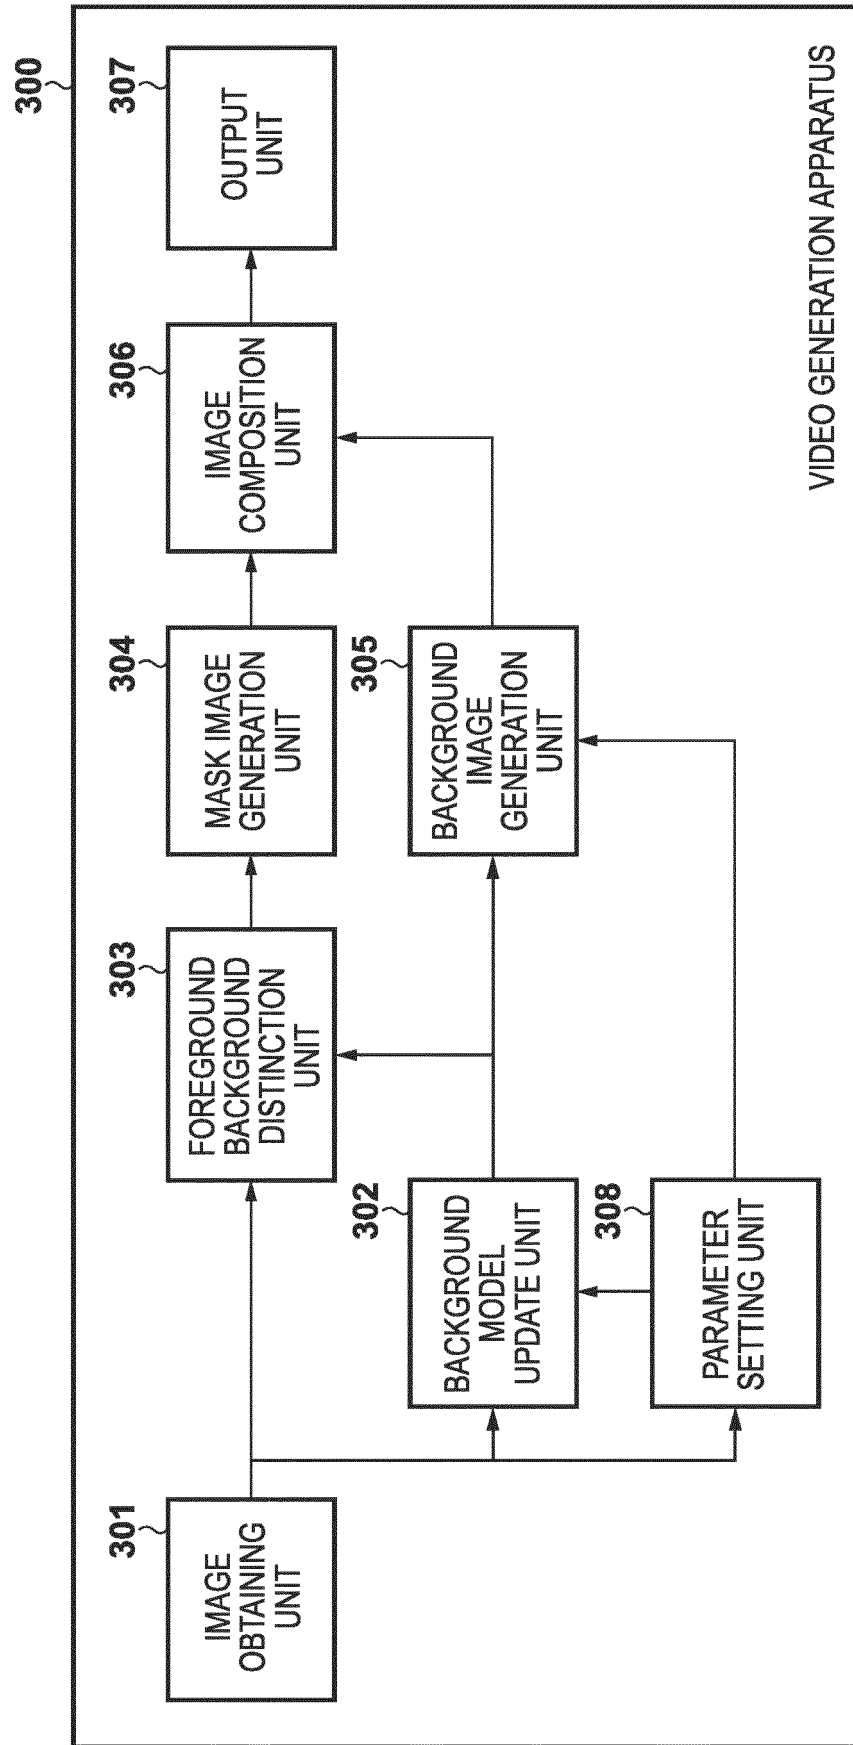 300
301
IMAGE
OBTAINING
UNIT
303
FOREGROUND
BACKGROUND
DISTINCTION
UNIT
304
MASK IMAGE
GENERATION
UNIT
306
IMAGE
COMPOSITION
UNIT
307
OUTPUT
UNIT
302
BACKGROUND
MODEL
UPDATE UNIT
305
BACKGROUND
IMAGE
GENERATION
UNIT
308
PARAMETER
SETTING UNIT
VIDEO GENERATION APPARATUS